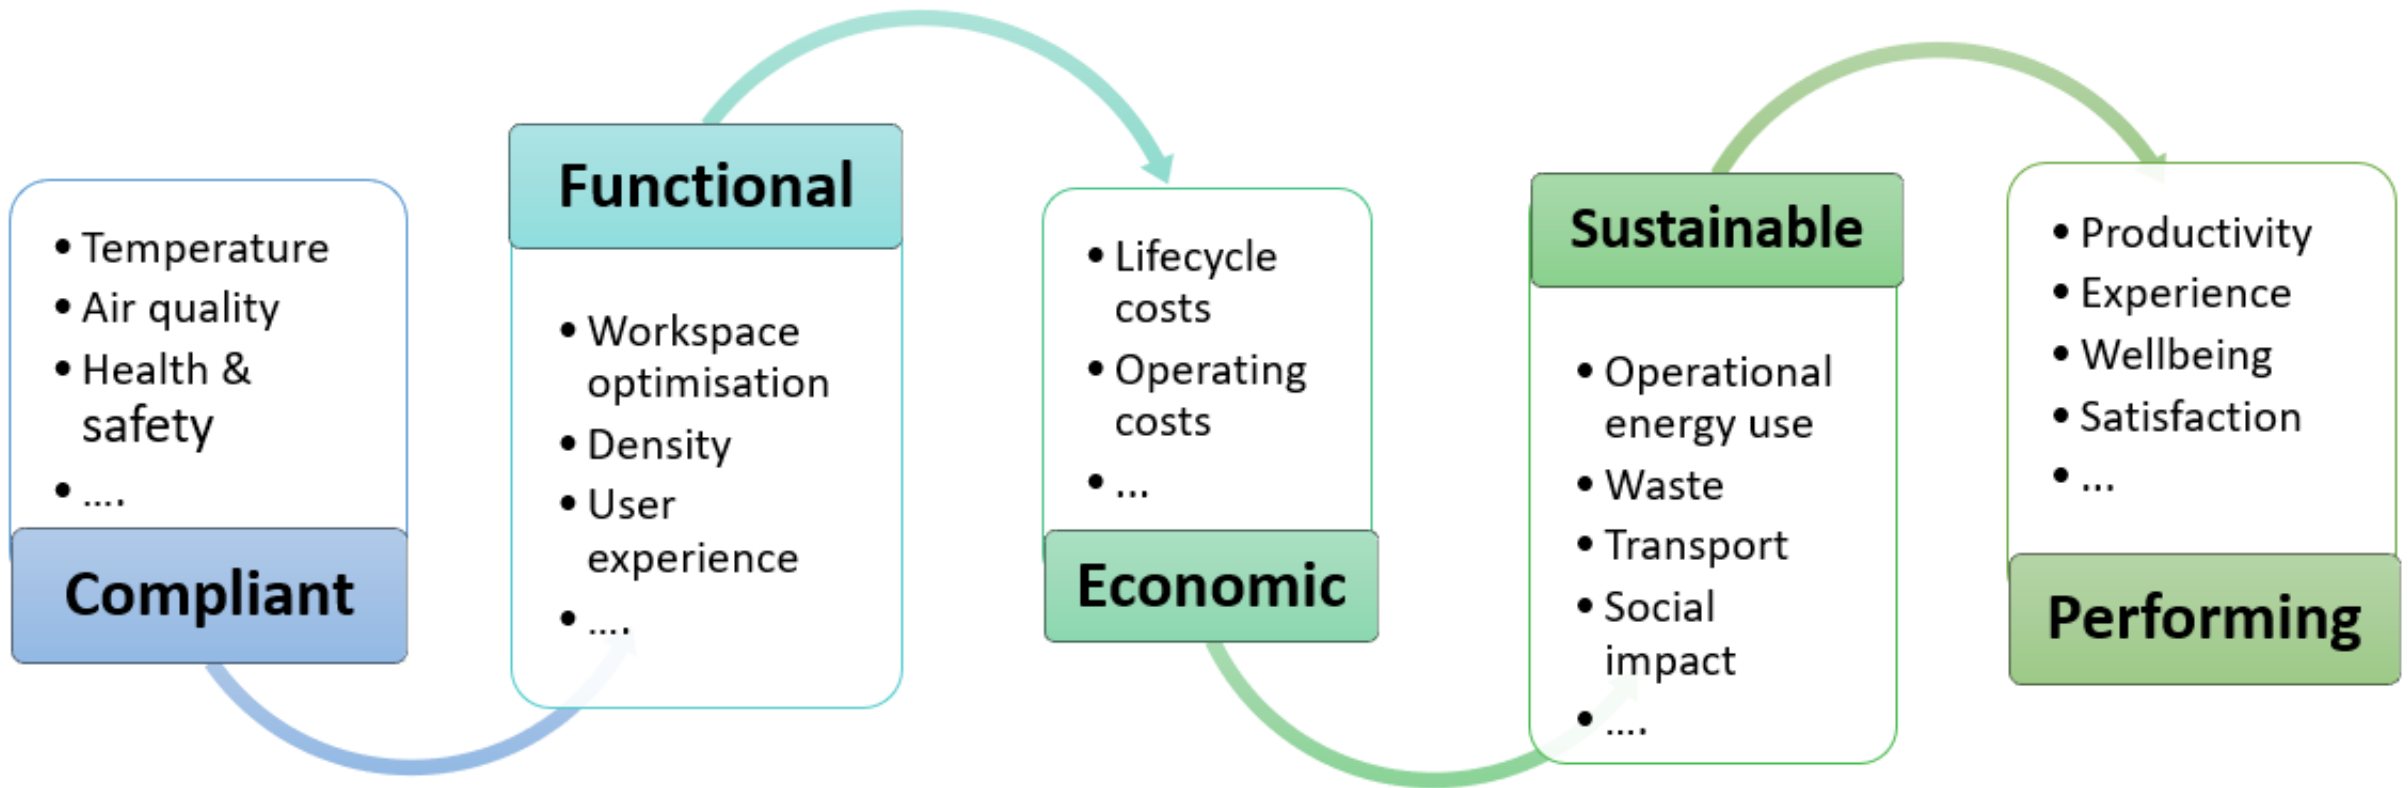 • Temperature
• Air quality
• Health &
safety
• ....
Compliant
Functional
• Workspace
optimisation
• Density
• User
experience
• ....
• Lifecycle
costs
• Operating
costs
• ...
Economic
Sustainable
• Operational
energy use
• Waste
• Transport
• Social
impact
• ....
• Productivity
• Experience
• Wellbeing
• Satisfaction
• ...
Performing